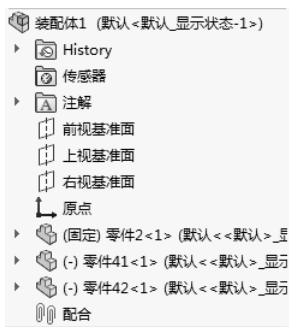 装配体1 (默认<默认_显示状态-1>)
History
传感器
注解
前视基准面
上视基准面
右视基准面
原点
(固定) 零件2<1> (默认<<默认>_显
(-) 零件41<1> (默认<<默认>_显示
(-) 零件42<1> (默认<<默认>_显示
配合